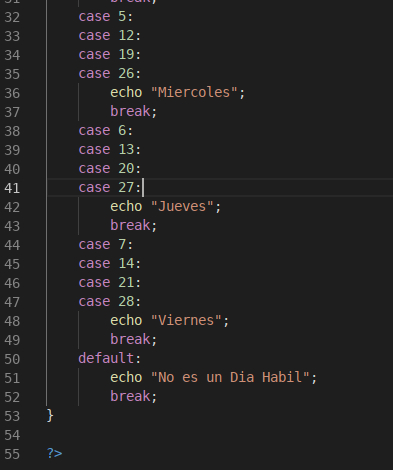 31 break;
32 case 5:
33 case 12:
34 case 19:
35 case 26:
36 echo "Miercoles";
37 break;
38 case 6:
39 case 13:
40 case 20:
41 case 27:
42 echo "Jueves";
43 break;
44 case 7:
45 case 14:
46 case 21:
47 case 28:
48 echo "Viernes";
49 break;
50 default:
51 echo "No es un Dia Habil";
52 break;
53 }
54
55 ?>